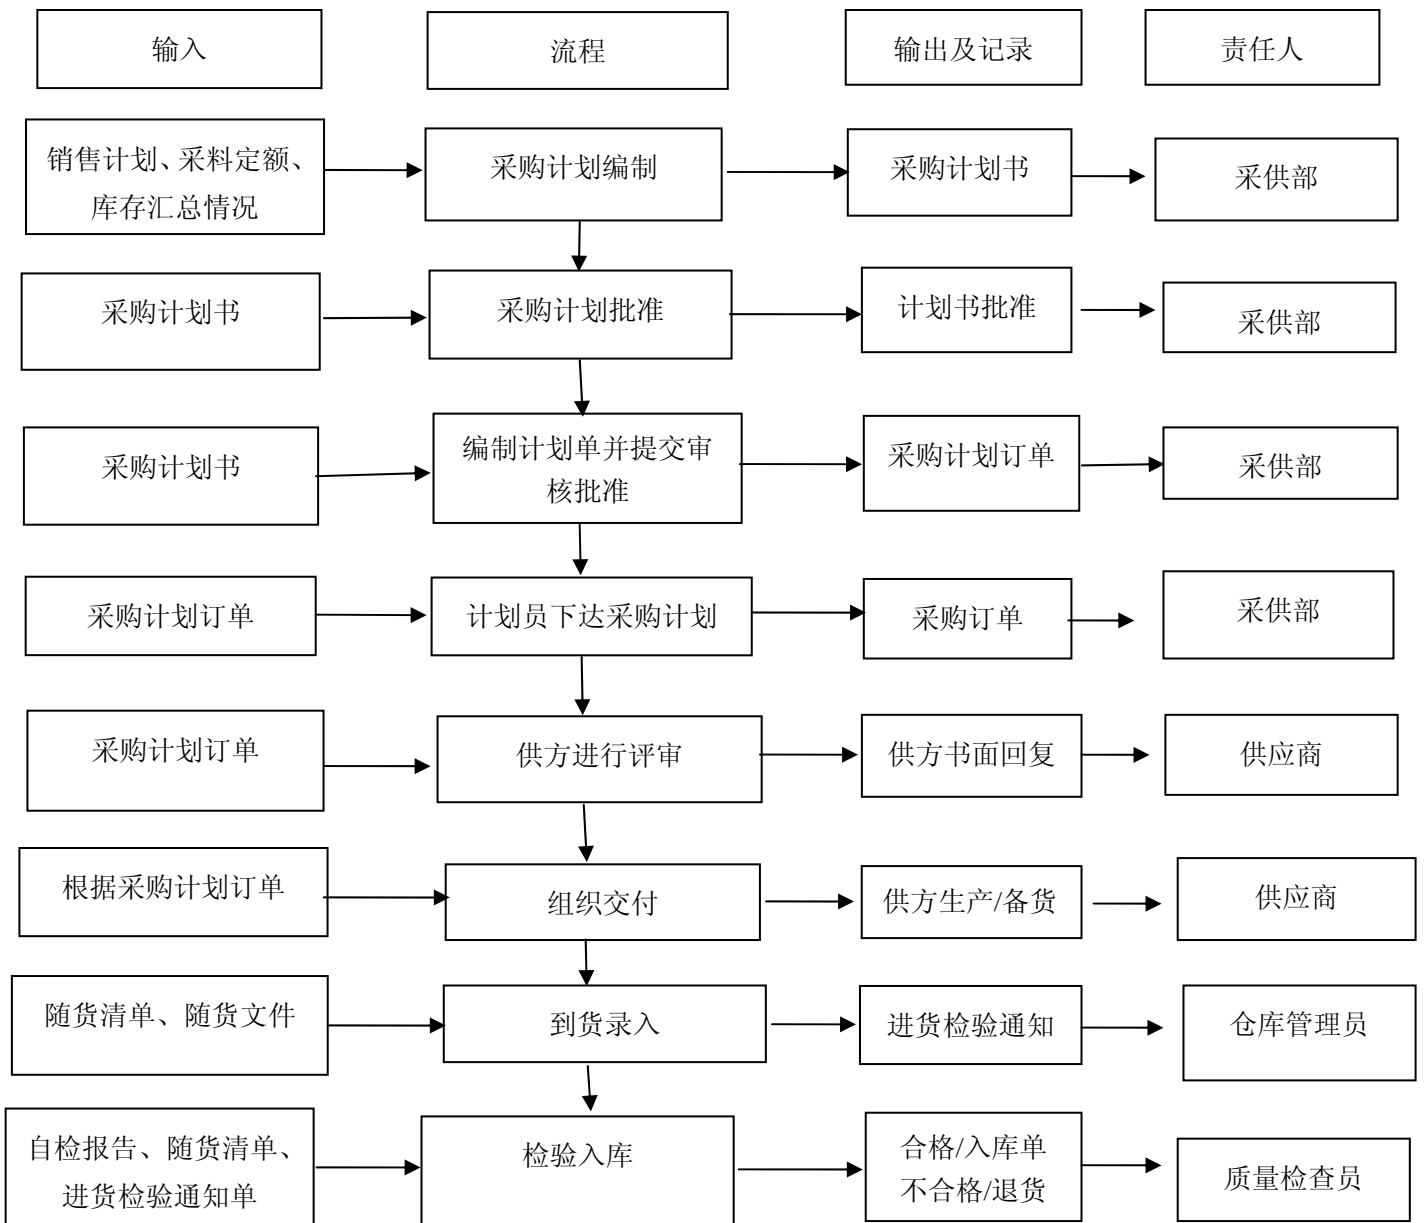 输入
流程
输出及记录
责任人
销售计划、采料定额、
库存汇总情况
采购计划编制
采购计划书
采供部
采购计划书
采购计划批准
计划书批准
采供部
采购计划书
编制计划单并提交审
核批准
采购计划订单
采供部
采购计划订单
计划员下达采购计划
采购订单
采供部
采购计划订单
供方进行评审
供方书面回复
供应商
根据采购计划订单
组织交付
供方生产/备货
供应商
随货清单、随货文件
到货录入
进货检验通知
仓库管理员
自检报告、随货清单、
进货检验通知单
检验入库
合格/入库单
不合格/退货
质量检查员